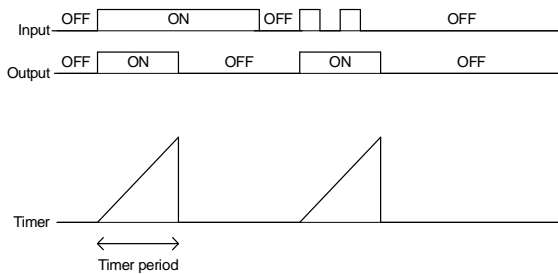 OFF ON OFF OFF
Input
OFF ON OFF ON OFF
Output
Timer
Timer period